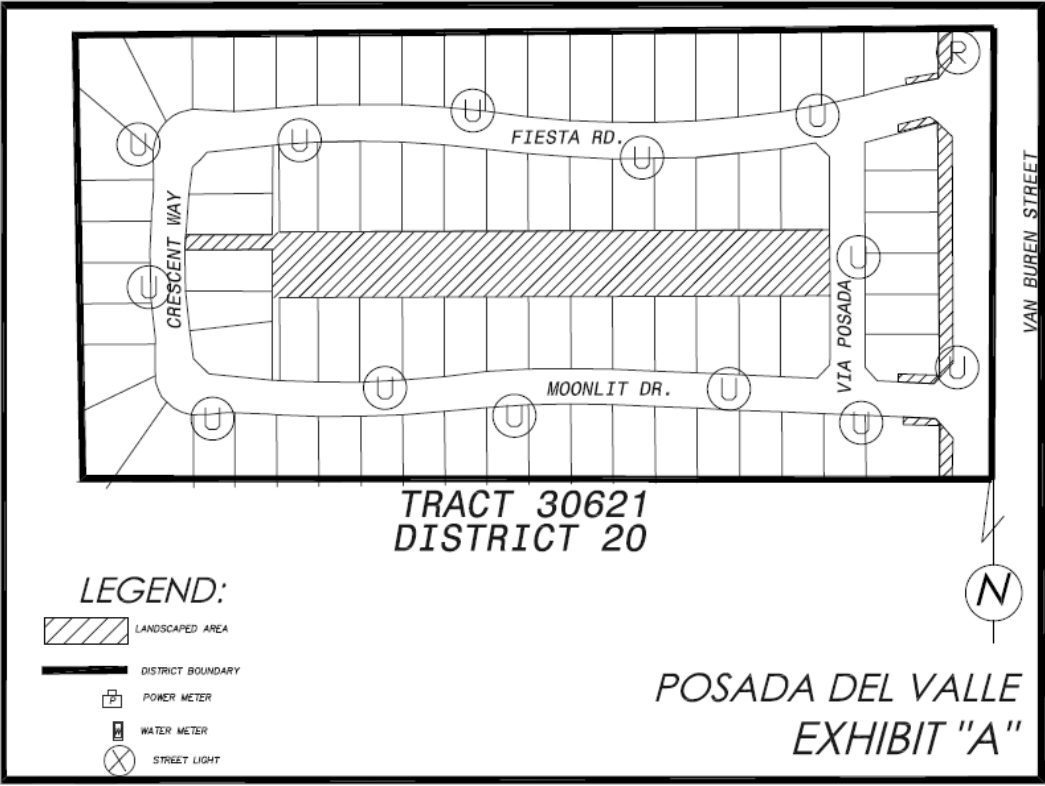 R
U
U
U
U
FIESTA RD.
U
CRESCENT WAY
VAN BUREN STREET
U
U
VIA POSADA
U
U
MOONLIT DR.
U
U
U
U
TRACT 30621
DISTRICT 20
LEGEND:
LANDSCAPED AREA
DISTRICT BOUNDARY
P POWER METER
W WATER METER
STREET LIGHT
N
POSADA DEL VALLE
EXHIBIT "A"